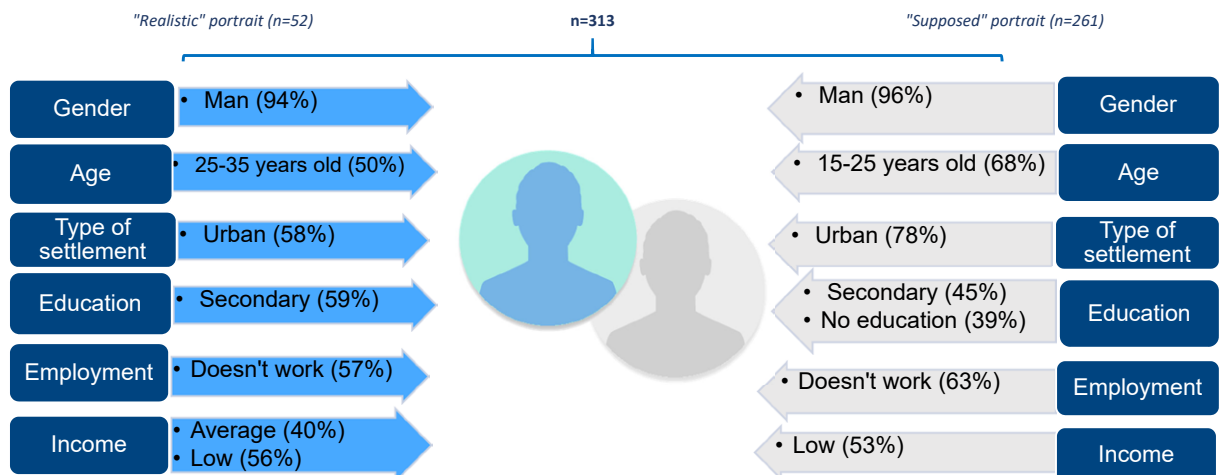 "Realistic" portrait (n=52)
n=313
"Supposed" portrait (n=261)
Gender
• Man (94%)
• Man (96%)
Gender
Age
• 25-35 years old (50%)
• 15-25 years old (68%)
Age
Type of
settlement
• Urban (58%)
• Urban (78%)
Type of
settlement
Education
• Secondary (59%)
• Secondary (45%)
• No education (39%)
Education
Employment
• Doesn't work (57%)
• Doesn't work (63%)
Employment
Income
• Average (40%)
• Low (56%)
• Low (53%)
Income